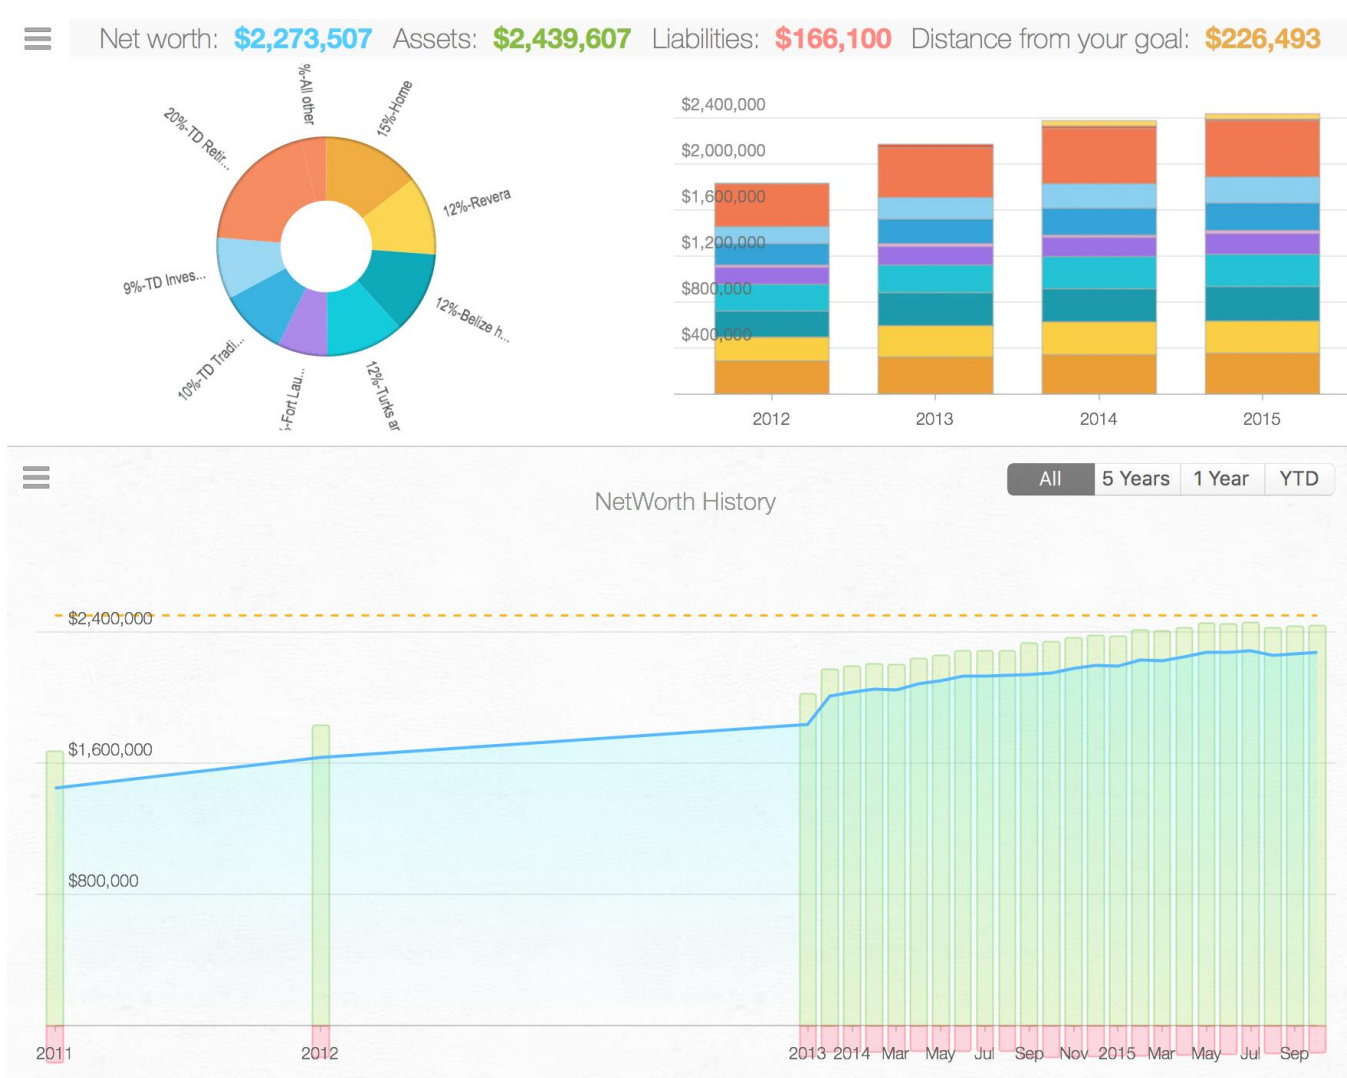 Net worth: $2,273,507 Assets: $2,439,607 Liabilities: $166,100 Distance from your goal: $226,493
%-All other
15%-Home
20%-TD Retir...
12%-Revera
9%-TD Inves...
12%-Belize h...
10%-TD Tradi...
%-Fort Lau...
12%-Turks ar
$2,400,000
$2,000,000
$1,600,000
$1,200,000
$800,000
$400,000
2012 2013 2014 2015
All 5 Years 1 Year YTD
NetWorth History
$2,400,000
$1,600,000
$800,000
2011 2012 2013 2014 Mar May Jul Sep Nov 2015 Mar May Jul Sep